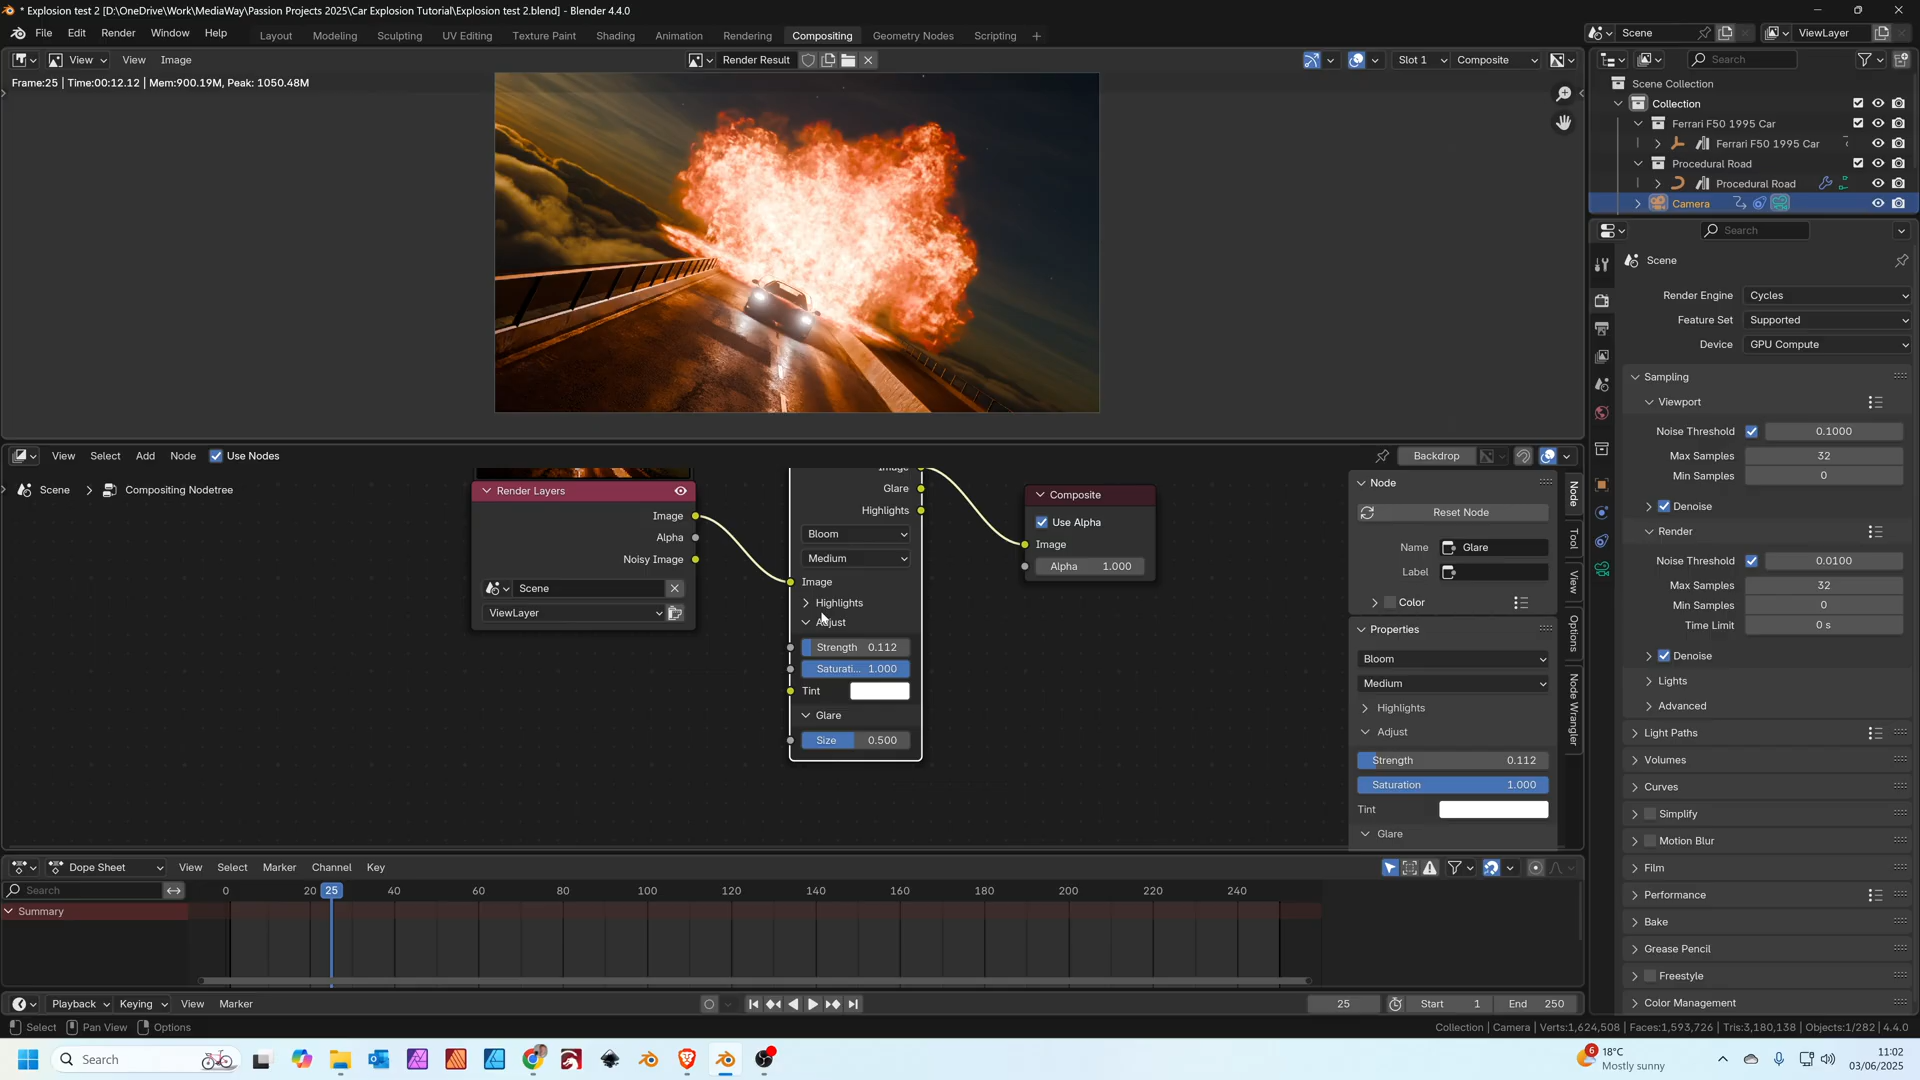 * Explosion test 2 [D:\OneDrive\Work\MediaWay\Passion Projects 2025\Car Explosion Tutorial\Explosion test 2.blend] - Blender 4.4.0
File Edit Render Window Help
Layout Modeling Sculpting UV Editing Texture Paint Shading Animation Rendering Compositing Geometry Nodes Scripting +
Scene ViewLayer
View View Image Render Result Slot 1 Composite
Search
Frame:25 | Time:00:12.12 | Mem:900.19M, Peak: 1050.48M
Scene Collection
Collection
Ferrari F50 1995 Car
Ferrari F50 1995 Car
Procedural Road
Procedural Road
Camera
Search
Scene
Render Engine Cycles
Feature Set Supported
Device GPU Compute
Sampling
Viewport
Noise Threshold 0.1000
Max Samples 32
Min Samples 0
Denoise
Render
Noise Threshold 0.0100
Max Samples 32
Min Samples 0
Time Limit 0 s
Denoise
Lights
Advanced
Light Paths
Volumes
Curves
Simplify
Motion Blur
Film
Performance
Bake
Grease Pencil
Freestyle
Color Management
View Select Add Node Use Nodes Backdrop
Scene Compositing Nodetree
Render Layers
Image
Alpha
Noisy Image
Scene
ViewLayer
Image
Glare
Highlights
Bloom
Medium
Image
Highlights
Adjust
Strength 0.112
Saturati... 1.000
Tint
Glare
Size 0.500
Composite
Use Alpha
Image
Alpha 1.000
Node
Reset Node
Name Glare
Label
Color
Properties
Bloom
Medium
Highlights
Adjust
Strength 0.112
Saturation 1.000
Tint
Glare
Node
Tool
View
Options
Node Wrangler
Dope Sheet View Select Marker Channel Key
Search
0 20 25 40 60 80 100 120 140 160 180 200 220 240
Summary
Playback Keying View Marker 25 Start 1 End 250
Select Pan View Options
Collection | Camera | Verts:1,624,508 | Faces:1,593,726 | Tris:3,180,138 | Objects:1/282 | 4.4.0
Search
6
18°C
Mostly sunny
11:02
03/06/2025